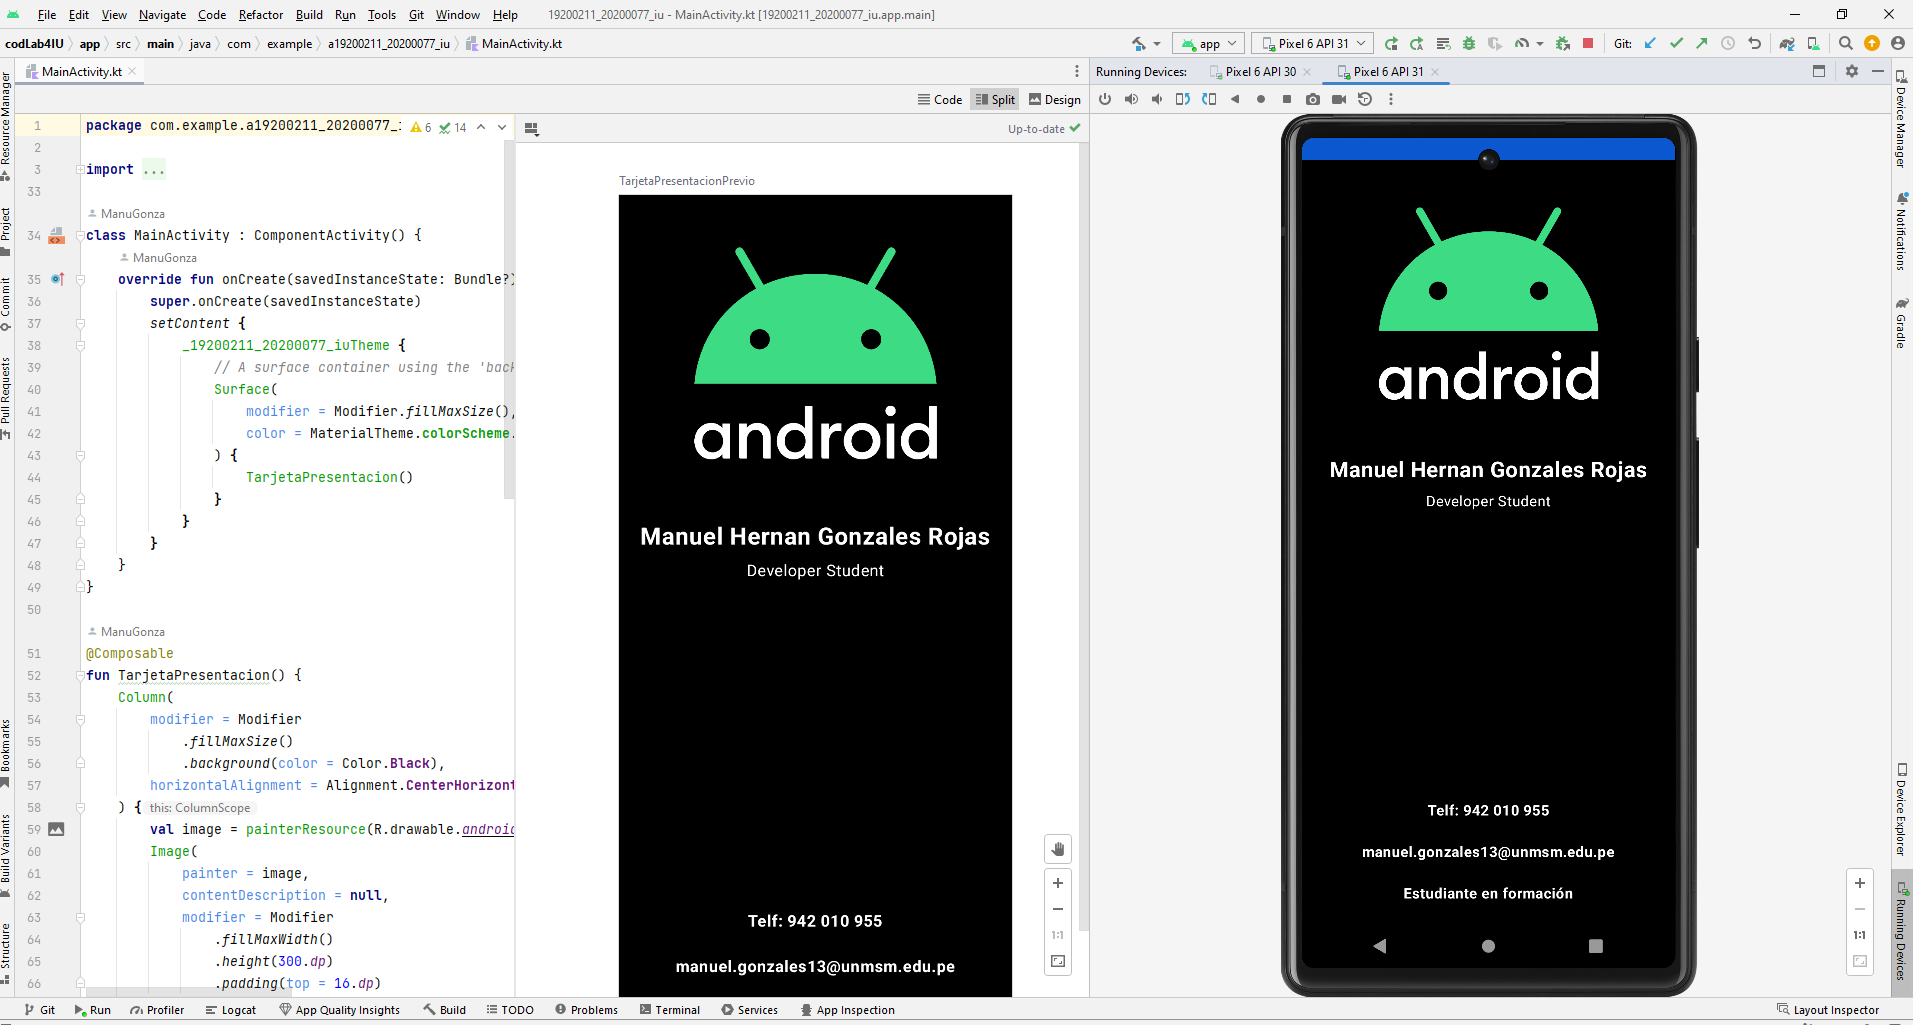 File Edit View Navigate Code Refactor Build Run Tools Git Window Help 19200211_20200077_iu - MainActivity.kt [19200211_20200077_iu.app.main]
codLab4IU app src main java com example a19200211_20200077_iu MainActivity.kt app Pixel 6 API 31 Git:
MainActivity.kt Running Devices: Pixel 6 API 30 Pixel 6 API 31
Code Split Design
Up-to-date
6 14
1 package com.example.a19200211_20200077_i
2
3 import ...
33
ManuGonza
34 class MainActivity : ComponentActivity() {
ManuGonza
35 override fun onCreate(savedInstanceState: Bundle?)
36 super.onCreate(savedInstanceState)
37 setContent {
38 _19200211_20200077_iuTheme {
39 // A surface container using the 'back
40 Surface(
41 modifier = Modifier.fillMaxSize(),
42 color = MaterialTheme.colorScheme.
43 ) {
44 TarjetaPresentacion()
45 }
46 }
47 }
48 }
49 }
50
ManuGonza
51 @Composable
52 fun TarjetaPresentacion() {
53 Column(
54 modifier = Modifier
55 .fillMaxSize()
56 .background(color = Color.Black),
57 horizontalAlignment = Alignment.CenterHorizont
58 ) { this: ColumnScope
59 val image = painterResource(R.drawable.android
60 Image(
61 painter = image,
62 contentDescription = null,
63 modifier = Modifier
64 .fillMaxWidth()
65 .height(300.dp)
66 .padding(top = 16.dp)
TarjetaPresentacionPrevio
android
Manuel Hernan Gonzales Rojas
Developer Student
Telf: 942 010 955
manuel.gonzales13@unmsm.edu.pe
1:1
android
Manuel Hernan Gonzales Rojas
Developer Student
Telf: 942 010 955
manuel.gonzales13@unmsm.edu.pe
Estudiante en formación
1:1
Resource Manager
Project
Commit
Pull Requests
Bookmarks
Build Variants
Structure
Device Manager
Notifications
Gradle
Device Explorer
Running Devices
Git Run Profiler Logcat App Quality Insights Build TODO Problems Terminal Services App Inspection Layout Inspector